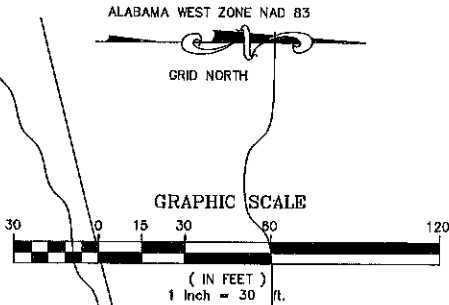 ALABAMA WEST ZONE NAD 83
GRID NORTH
GRAPHIC SCALE
30 0 15 30 60 120
( IN FEET )
1 Inch = 30 ft.